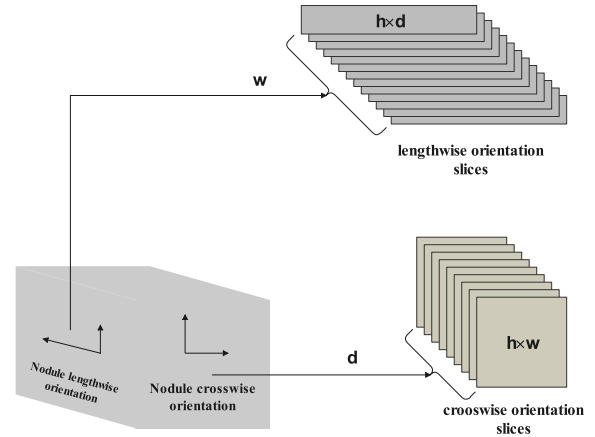 h×d
w
lengthwise orientation
slices
h×w
d
Nodule lengthwise
orientation
Nodule crosswise
orientation
crooswise orientation
slices